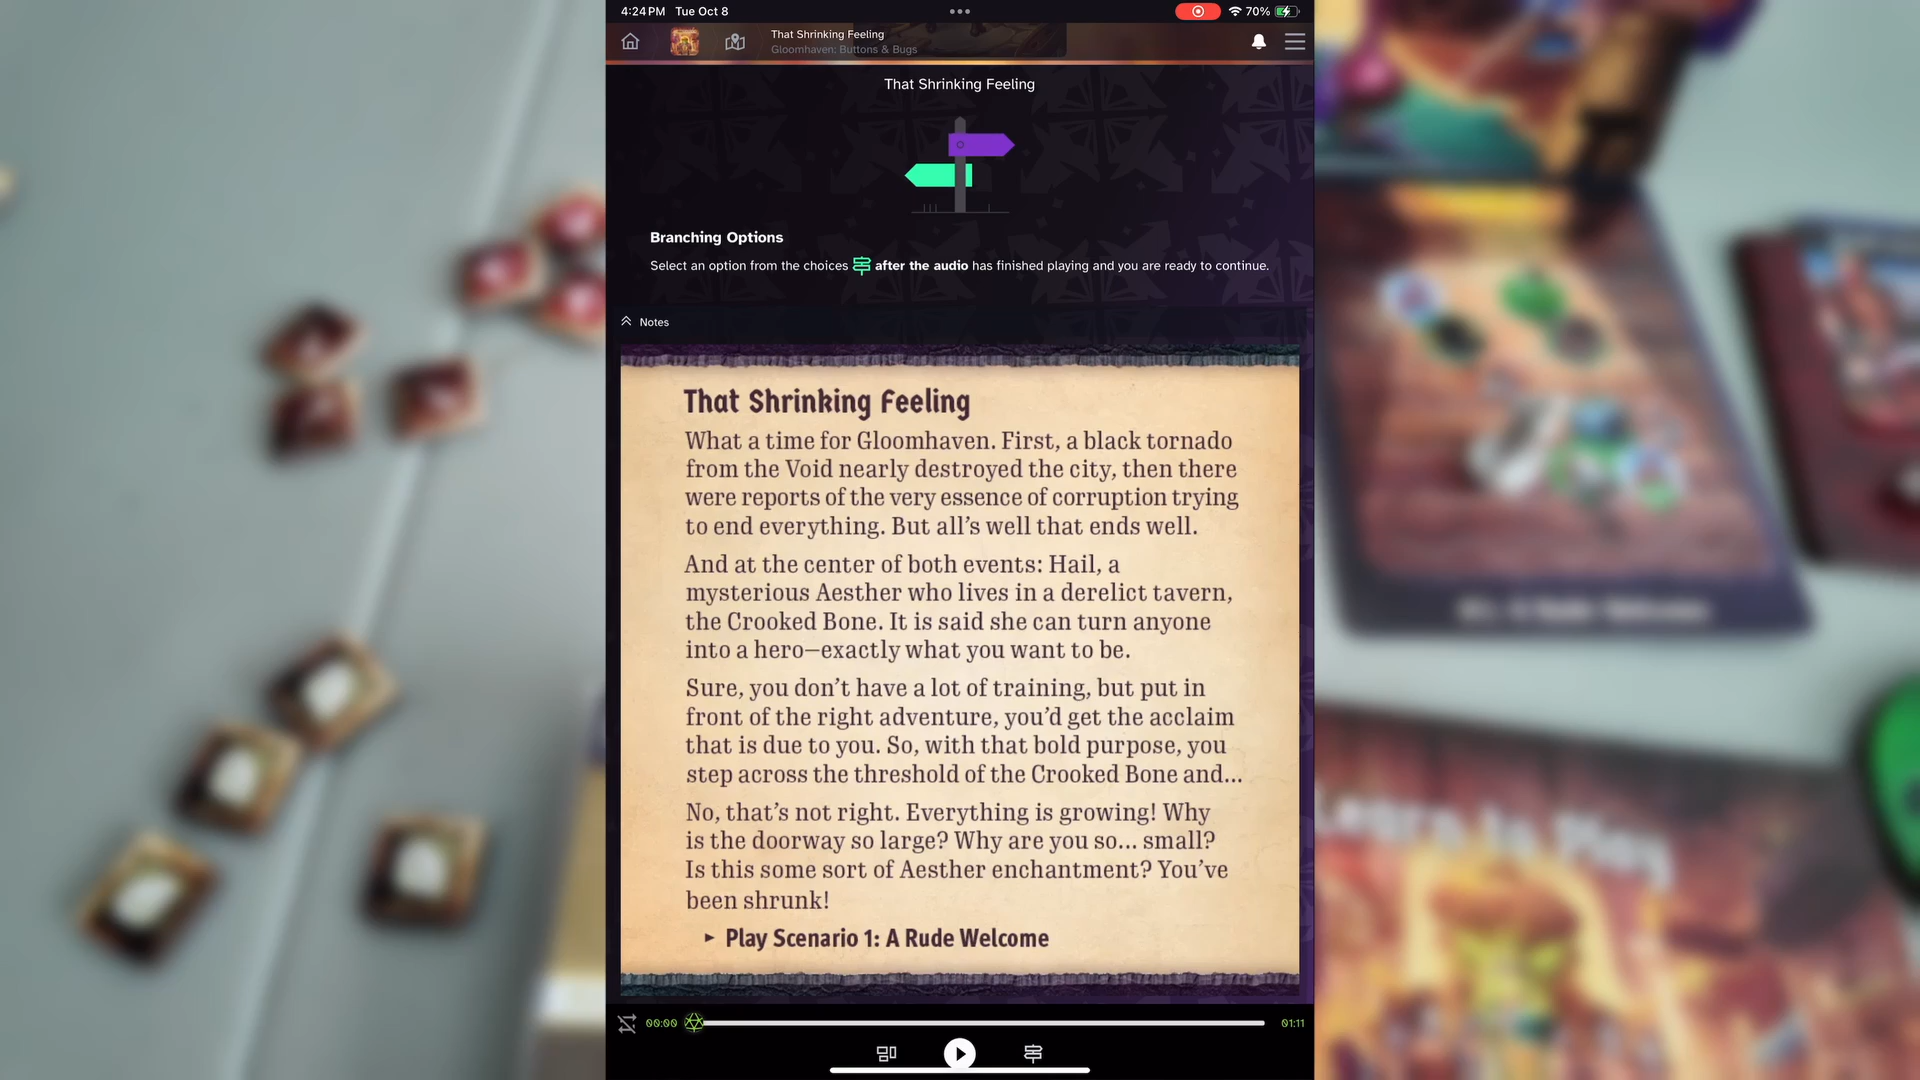 4:24 PM Tue Oct 8
70%
That Shrinking Feeling
Gloomhaven: Buttons & Bugs
That Shrinking Feeling
Branching Options
Select an option from the choices after the audio has finished playing and you are ready to continue.
Notes
That Shrinking Feeling
What a time for Gloomhaven. First, a black tornado
from the Void nearly destroyed the city, then there
were reports of the very essence of corruption trying
to end everything. But all's well that ends well.
And at the center of both events: Hail, a
mysterious Aesther who lives in a derelict tavern,
the Crooked Bone. It is said she can turn anyone
into a hero—exactly what you want to be.
Sure, you don't have a lot of training, but put in
front of the right adventure, you'd get the acclaim
that is due to you. So, with that bold purpose, you
step across the threshold of the Crooked Bone and...
No, that's not right. Everything is growing! Why
is the doorway so large? Why are you so... small?
Is this some sort of Aesther enchantment? You've
been shrunk!
Play Scenario 1: A Rude Welcome
00:00
01:11
Learn to Play